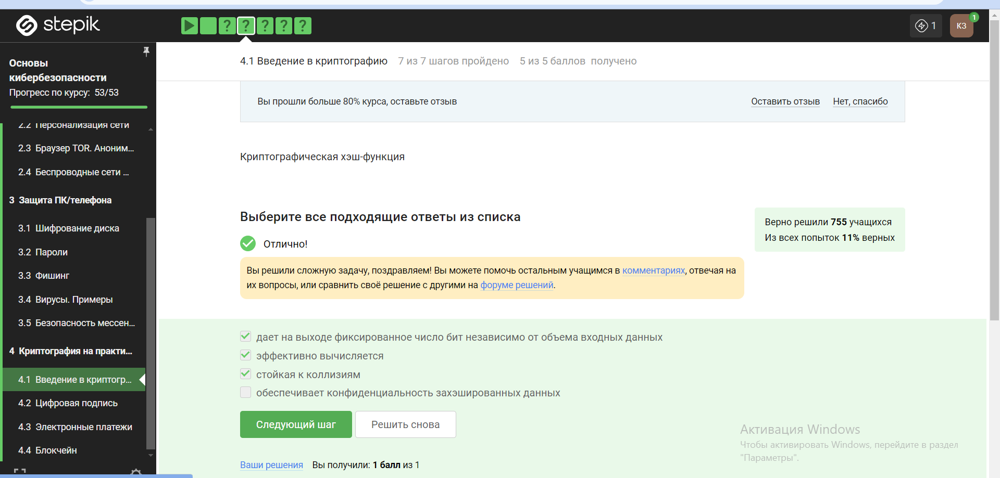 stepik
? ? ? ? ?
1
КЗ
1
Основы
кибербезопасности
Прогресс по курсу: 53/53
2.2 Персонализация сети
2.3 Браузер TOR. Аноним...
2.4 Беспроводные сети ...
3 Защита ПК/телефона
3.1 Шифрование диска
3.2 Пароли
3.3 Фишинг
3.4 Вирусы. Примеры
3.5 Безопасность мессен...
4 Криптография на практи...
4.1 Введение в криптогр...
4.2 Цифровая подпись
4.3 Электронные платежи
4.4 Блокчейн
4.1 Введение в криптографию 7 из 7 шагов пройдено 5 из 5 баллов получено
Вы прошли больше 80% курса, оставьте отзыв Оставить отзыв Нет, спасибо
Криптографическая хэш-функция
Выберите все подходящие ответы из списка
Верно решили 755 учащихся
Из всех попыток 11% верных
Отлично!
Вы решили сложную задачу, поздравляем! Вы можете помочь остальным учащимся в комментариях, отвечая на
их вопросы, или сравнить своё решение с другими на форуме решений.
дает на выходе фиксированное число бит независимо от объема входных данных
эффективно вычисляется
стойкая к коллизиям
обеспечивает конфиденциальность захэшированных данных
Следующий шаг Решить снова
Ваши решения Вы получили: 1 балл из 1
Активация Windows
Чтобы активировать Windows, перейдите в раздел
"Параметры".